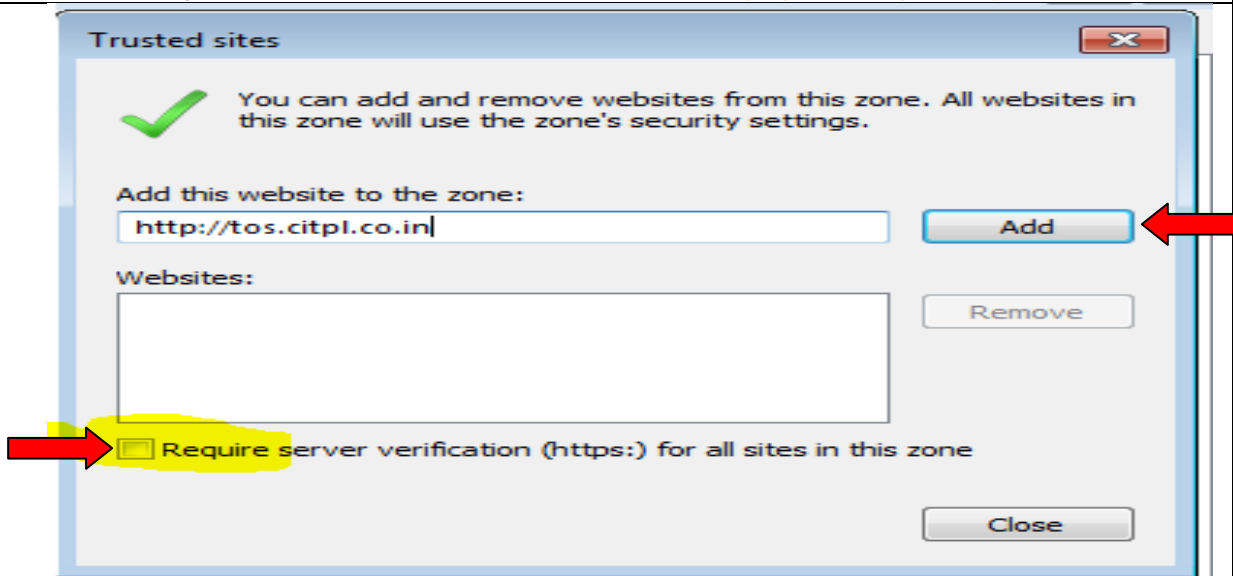 Trusted sites
You can add and remove websites from this zone. All websites in
this zone will use the zone's security settings.
Add this website to the zone:
http://tos.citpl.co.in
Add
Websites:
Remove
Require server verification (https:) for all sites in this zone
Close